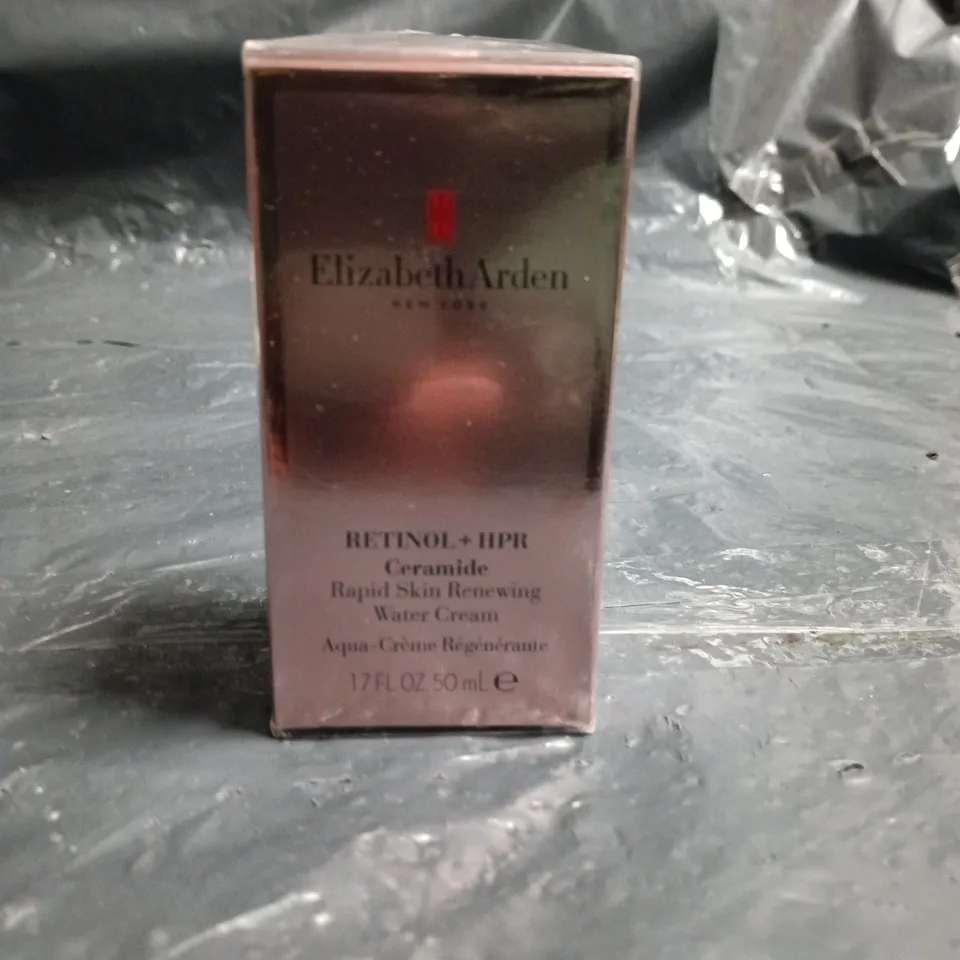 Elizabeth Arden
NEW YORK
RETINOL + HPR
Ceramide
Rapid Skin Renewing
Water Cream
Aqua-Crème Régénérante
1.7 FL OZ 50 mL ℮